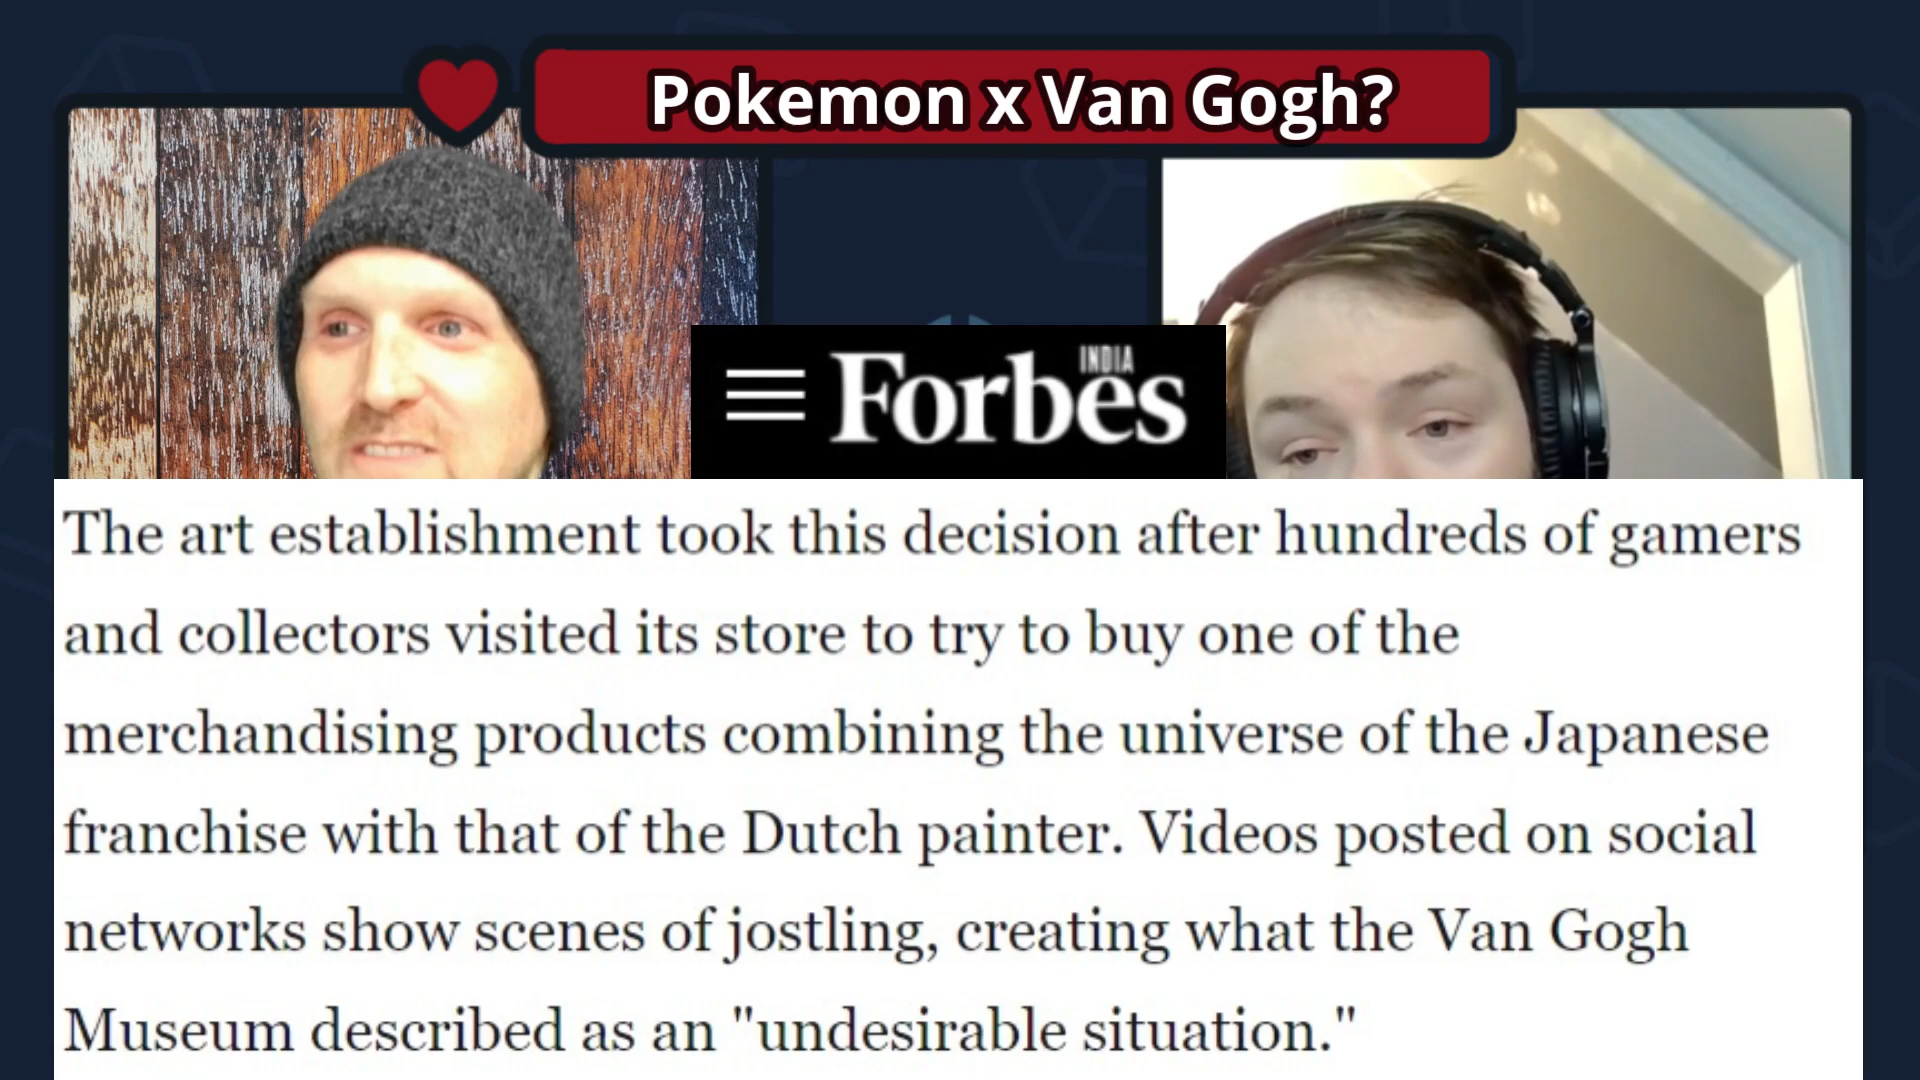 Pokemon x Van Gogh?
INDIA
Forbes
The art establishment took this decision after hundreds of gamers
and collectors visited its store to try to buy one of the
merchandising products combining the universe of the Japanese
franchise with that of the Dutch painter. Videos posted on social
networks show scenes of jostling, creating what the Van Gogh
Museum described as an "undesirable situation."